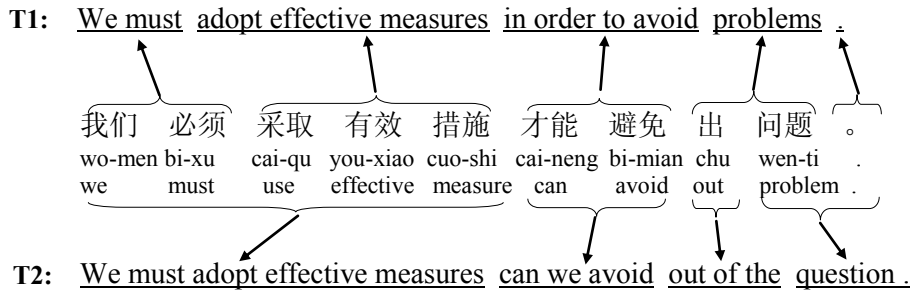 T1: We must adopt effective measures in order to avoid problems .
我们 必须 采取 有效 措施 才能 避免 出 问题 。
wo-men bi-xu cai-qu you-xiao cuo-shi cai-neng bi-mian chu wen-ti .
we must use effective measure can avoid out problem .
T2: We must adopt effective measures can we avoid out of the question .